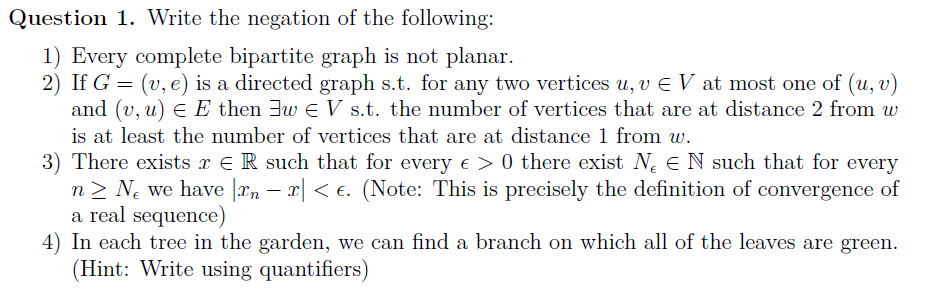 Question 1. Write the negation of the following:
1) Every complete bipartite graph is not planar.
2) If G = (v, e) is a directed graph s.t. for any two vertices u, v ∈ V at most one of (u, v)
and (v, u) ∈ E then ∃w ∈ V s.t. the number of vertices that are at distance 2 from w
is at least the number of vertices that are at distance 1 from w.
3) There exists x ∈ ℝ such that for every ϵ > 0 there exist N_ϵ ∈ ℕ such that for every
n ≥ N_ϵ we have |x_n − x| < ϵ. (Note: This is precisely the definition of convergence of
a real sequence)
4) In each tree in the garden, we can find a branch on which all of the leaves are green.
(Hint: Write using quantifiers)